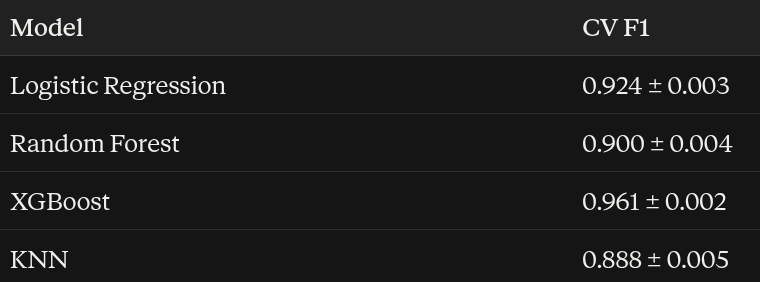 Model CV F1
Logistic Regression 0.924 ± 0.003
Random Forest 0.900 ± 0.004
XGBoost 0.961 ± 0.002
KNN 0.888 ± 0.005